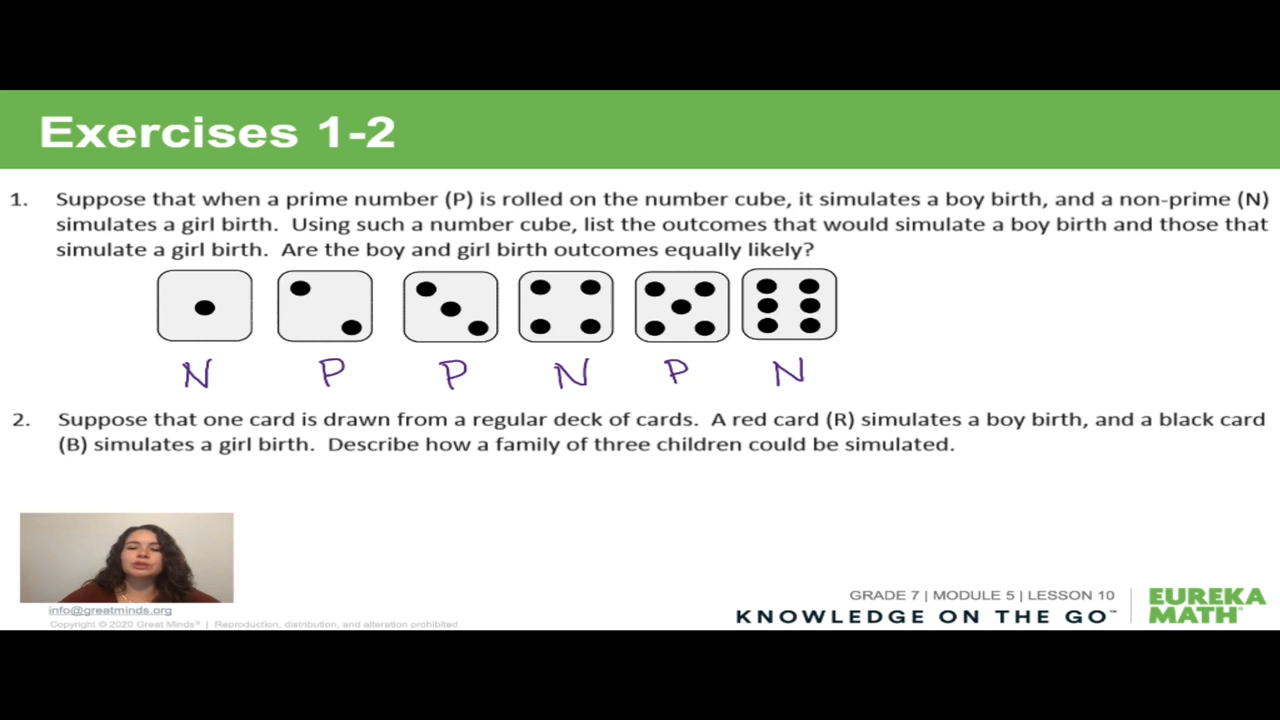 Exercises 1-2
1. Suppose that when a prime number (P) is rolled on the number cube, it simulates a boy birth, and a non-prime (N)
simulates a girl birth. Using such a number cube, list the outcomes that would simulate a boy birth and those that
simulate a girl birth. Are the boy and girl birth outcomes equally likely?
N P P N P N
2. Suppose that one card is drawn from a regular deck of cards. A red card (R) simulates a boy birth, and a black card
(B) simulates a girl birth. Describe how a family of three children could be simulated.
info@greatminds.org
Copyright © 2020 Great Minds® | Reproduction, distribution, and alteration prohibited.
GRADE 7 | MODULE 5 | LESSON 10
KNOWLEDGE ON THE GO™
EUREKA
MATH®